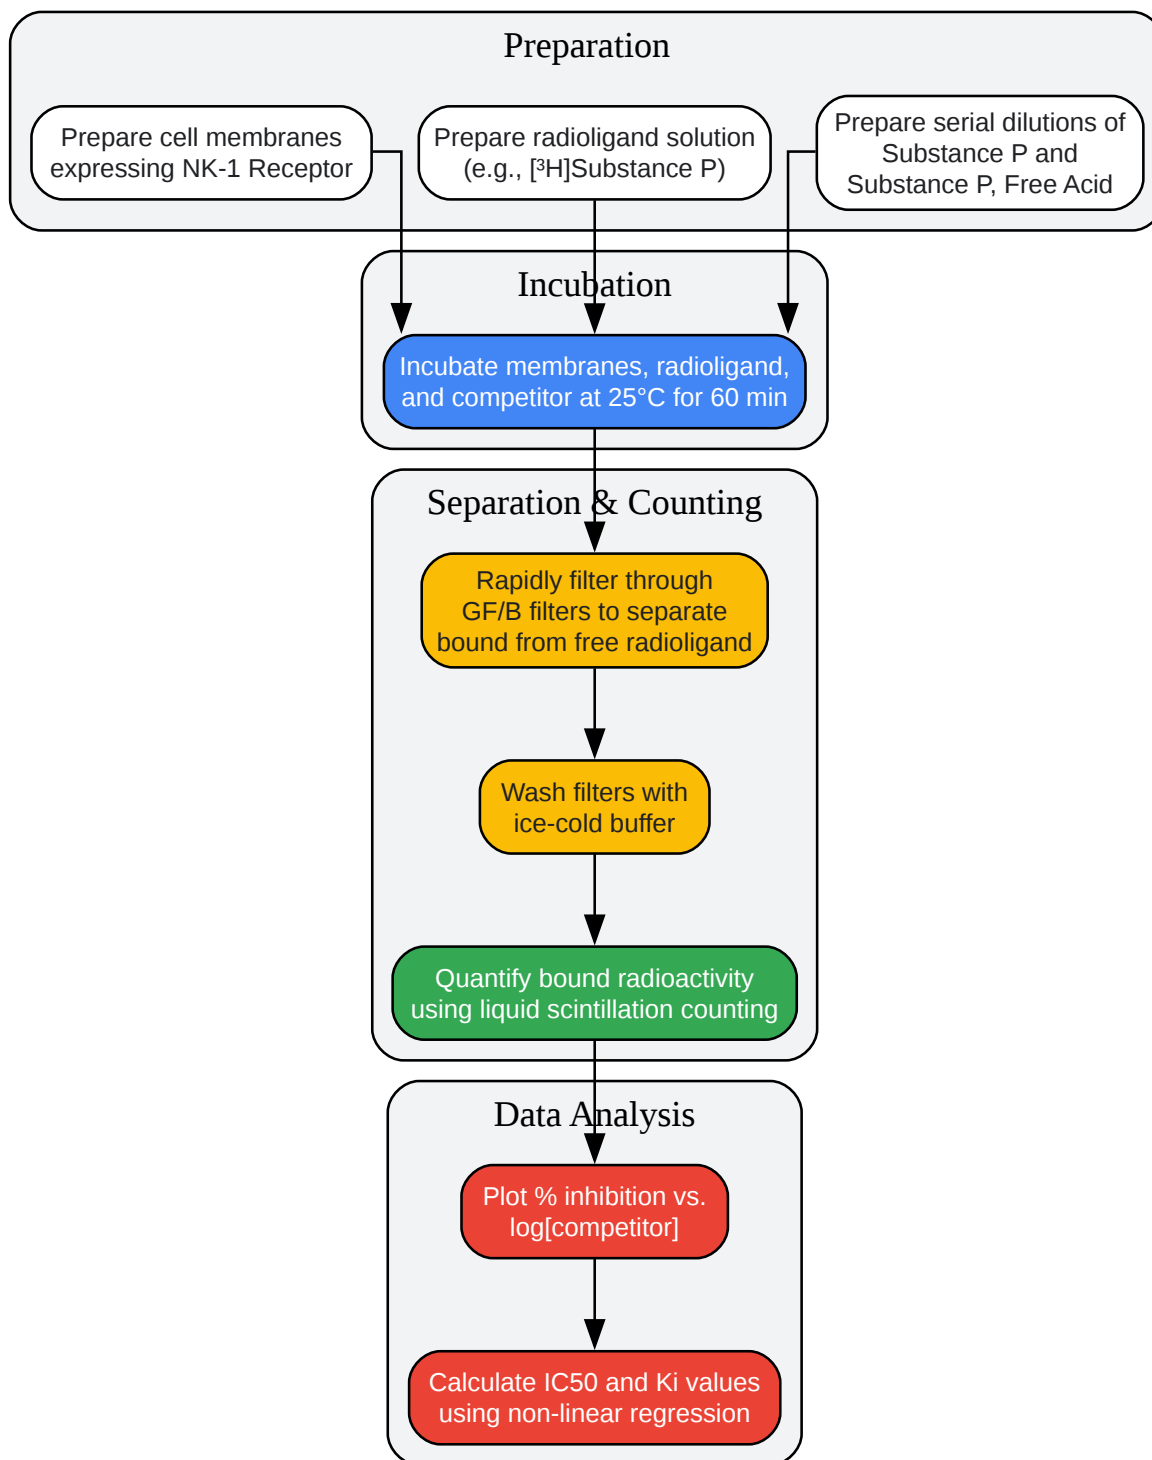 Preparation
Prepare cell membranes
expressing NK-1 Receptor
Prepare radioligand solution
(e.g., [³H]Substance P)
Prepare serial dilutions of
Substance P and
Substance P, Free Acid
Incubation
Incubate membranes, radioligand,
and competitor at 25°C for 60 min
Separation & Counting
Rapidly filter through
GF/B filters to separate
bound from free radioligand
Wash filters with
ice-cold buffer
Quantify bound radioactivity
using liquid scintillation counting
Data Analysis
Plot % inhibition vs.
log[competitor]
Calculate IC50 and Ki values
using non-linear regression